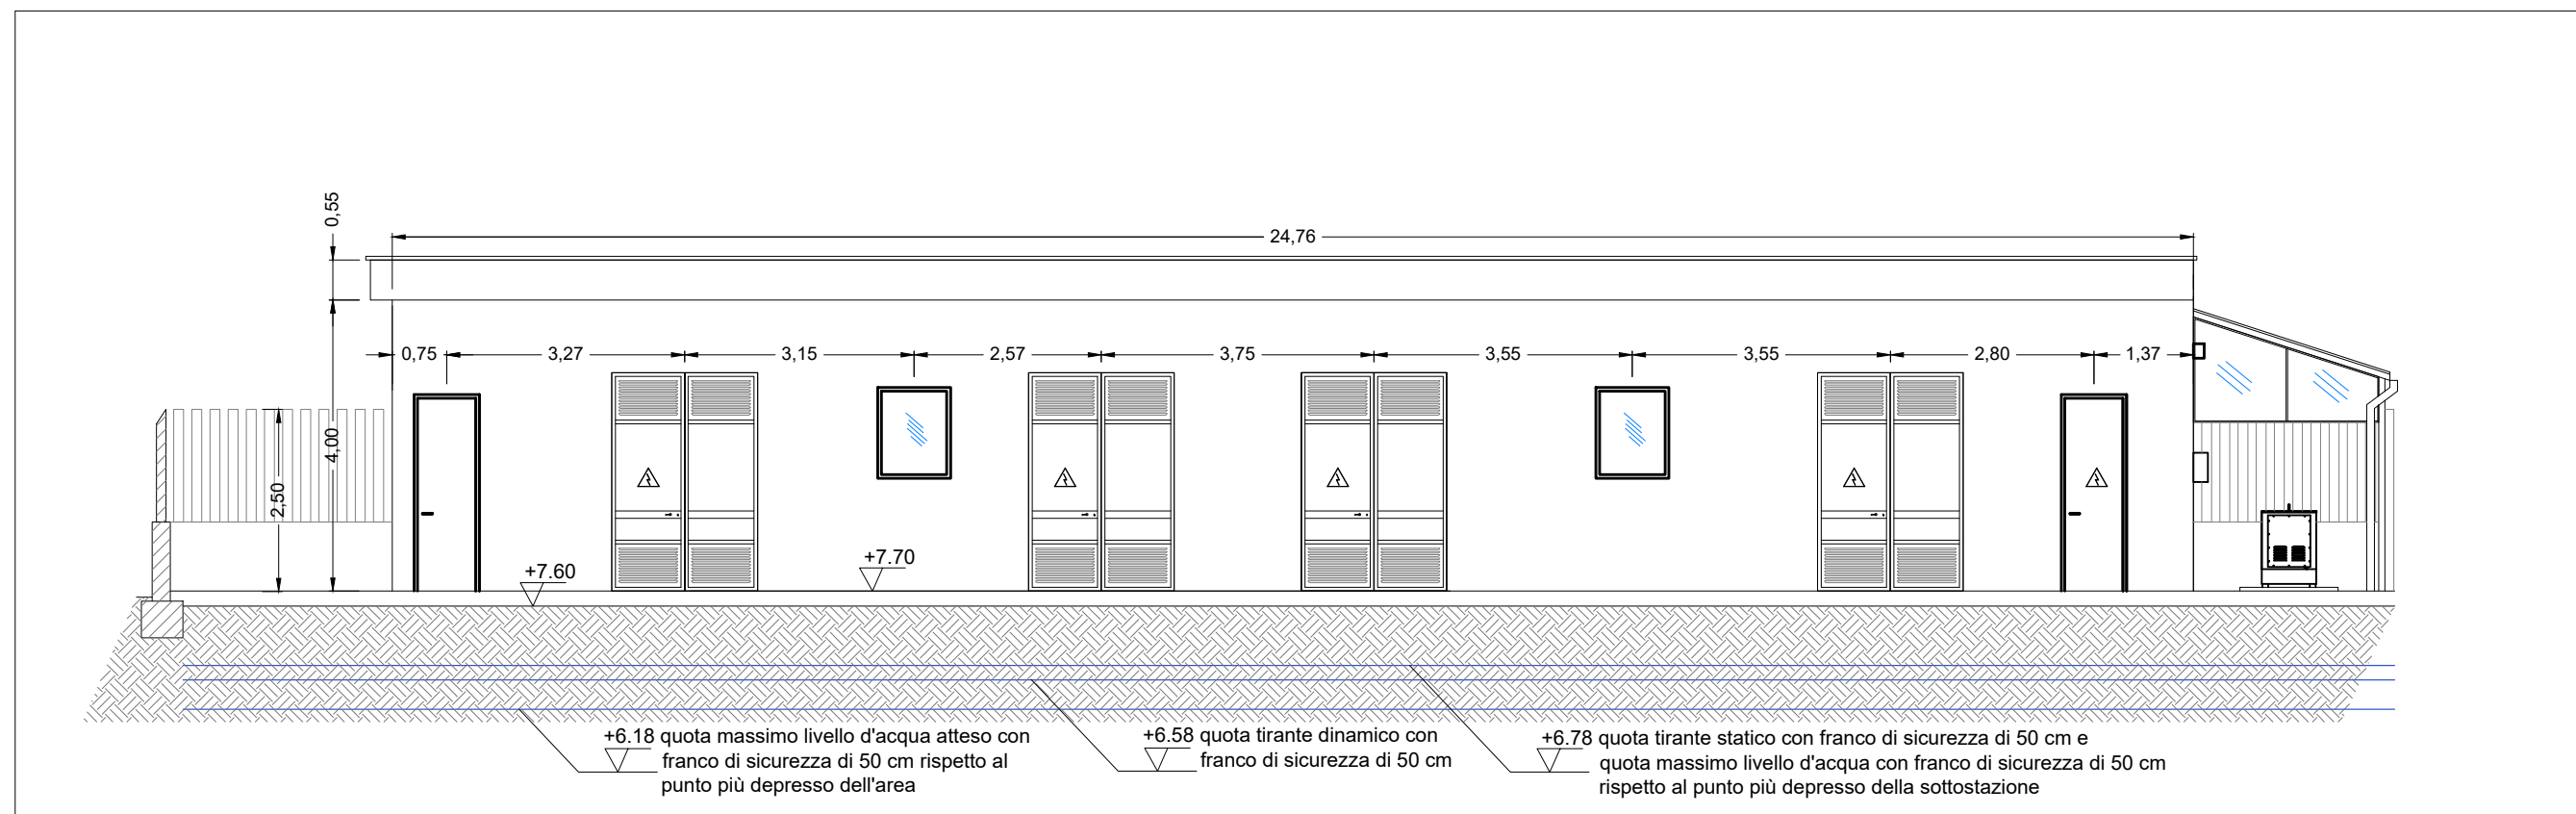 0,55
24,76
0,75
3,27
3,15
2,57
3,75
3,55
3,55
2,80
1,37
4,00
2,50
+7.60
+7.70
+6.18 quota massimo livello d'acqua atteso con
franco di sicurezza di 50 cm rispetto al
punto più depresso dell'area
+6.58 quota tirante dinamico con
franco di sicurezza di 50 cm
+6.78 quota tirante statico con franco di sicurezza di 50 cm e
quota massimo livello d'acqua con franco di sicurezza di 50 cm
rispetto al punto più depresso della sottostazione